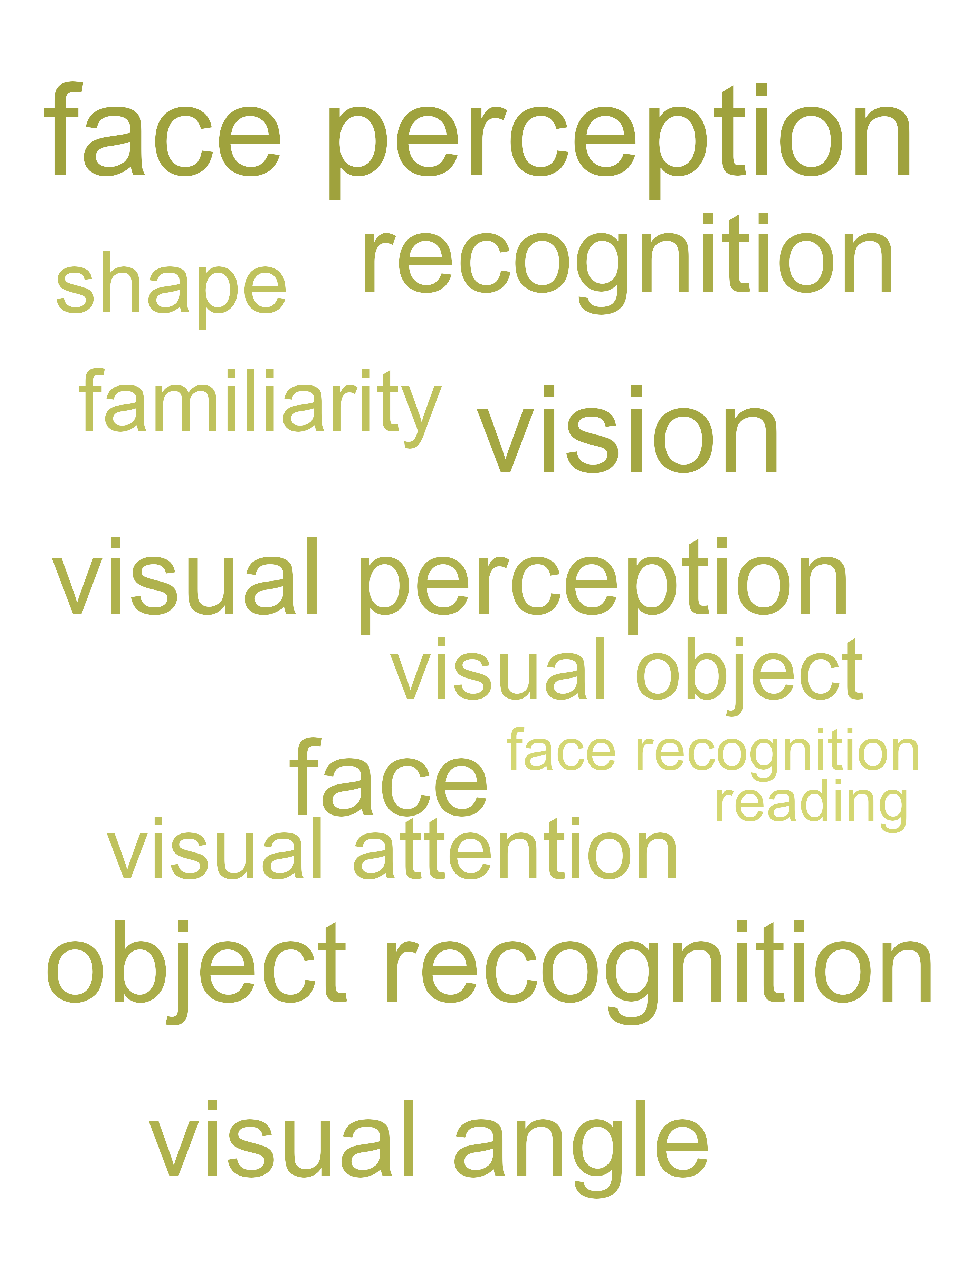 face perception
recognition
shape
familiarity
vision
visual perception
visual object
face recognition
face
reading
visual attention
object recognition
visual angle